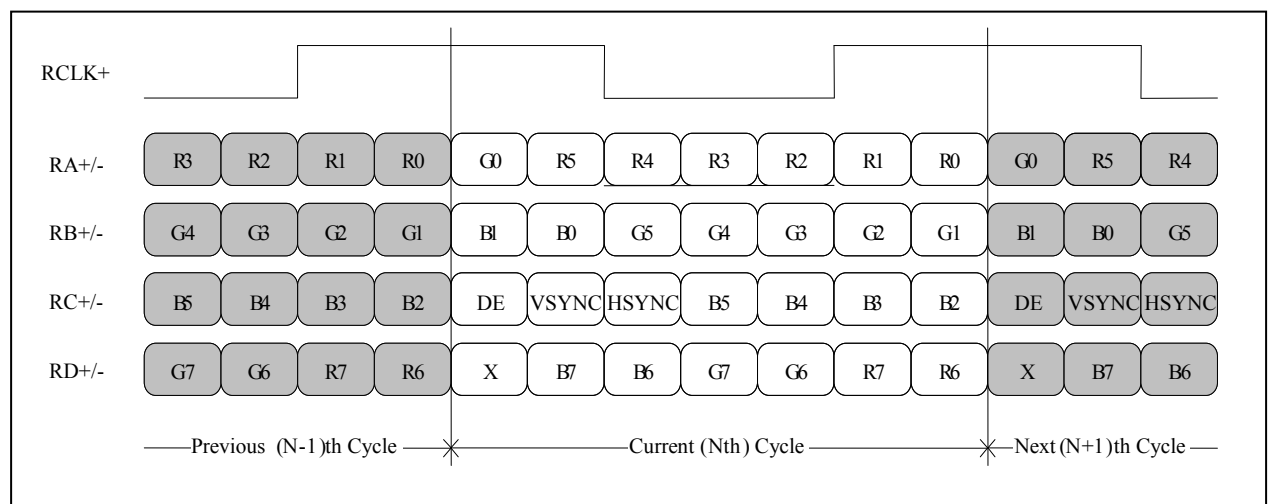 RCLK+
RA+/- R3 R2 R1 R0 G0 R5 R4 R3 R2 R1 R0 G0 R5 R4
RB+/- G4 G3 G2 G1 B1 B0 G5 G4 G3 G2 G1 B1 B0 G5
RC+/- B5 B4 B3 B2 DE VSYNC HSYNC B5 B4 B3 B2 DE VSYNC HSYNC
RD+/- G7 G6 R7 R6 X B7 B6 G7 G6 R7 R6 X B7 B6
Previous (N-1)th Cycle Current (Nth) Cycle Next (N+1)th Cycle